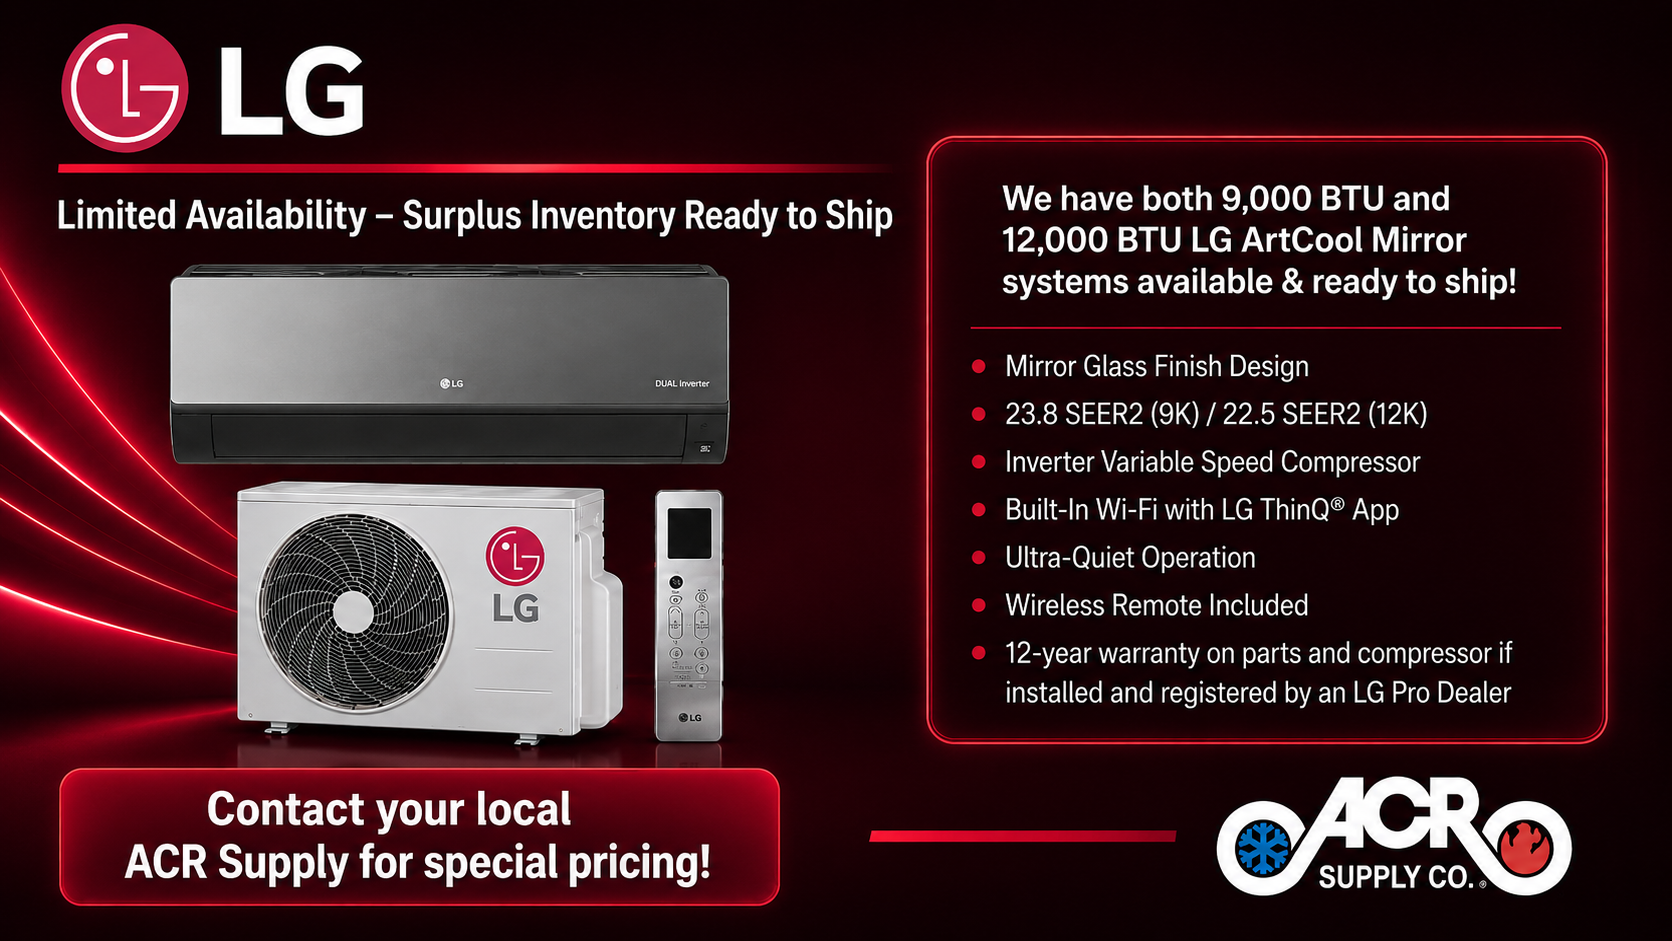 LG
Limited Availability – Surplus Inventory Ready to Ship
LG
DUAL Inverter
LG
LG
Contact your local
ACR Supply for special pricing!
We have both 9,000 BTU and
12,000 BTU LG ArtCool Mirror
systems available & ready to ship!
Mirror Glass Finish Design
23.8 SEER2 (9K) / 22.5 SEER2 (12K)
Inverter Variable Speed Compressor
Built-In Wi-Fi with LG ThinQ® App
Ultra-Quiet Operation
Wireless Remote Included
12-year warranty on parts and compressor if
installed and registered by an LG Pro Dealer
ACR
SUPPLY CO.®